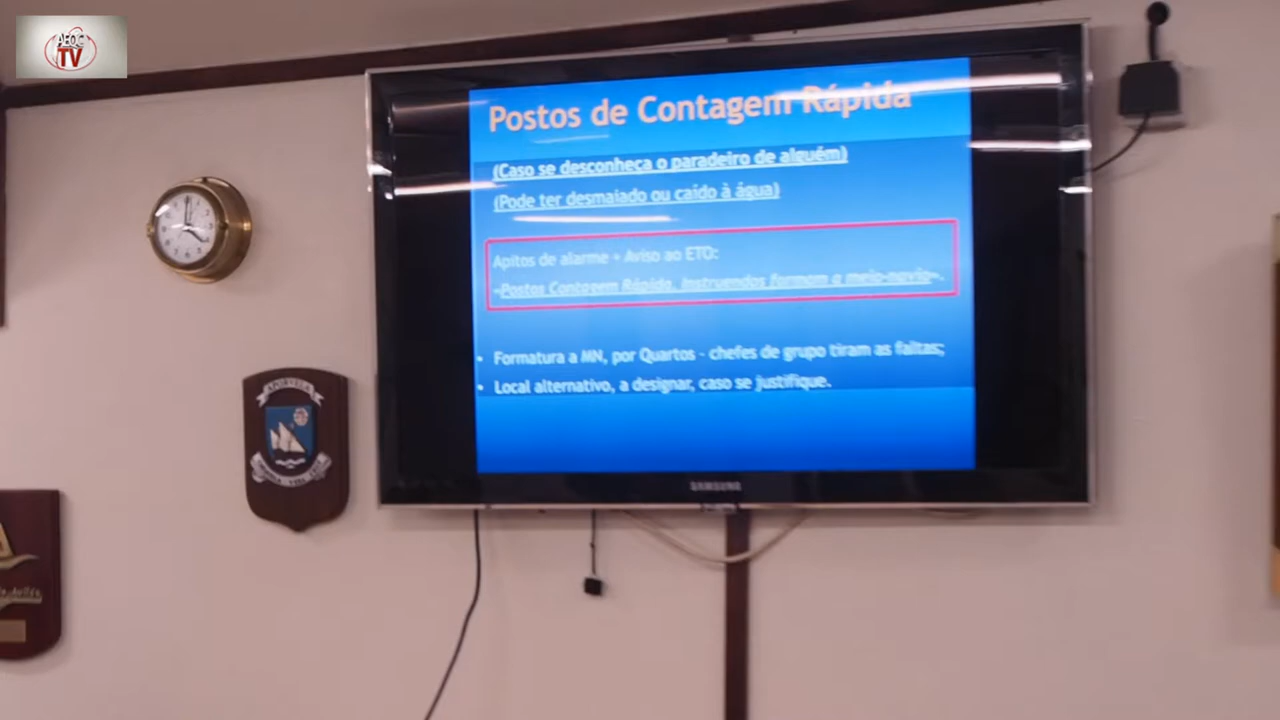 AEQC
TV
Postos de Contagem Rápida
(Caso se desconheça o paradeiro de alguém)
(Pode ter desmaiado ou caído à água)
Apitos de alarme + Aviso ao ETO:
«Postos Contagem Rápida, Instruendos formam a meio-navio».
• Formatura a MN, por Quartos - chefes de grupo tiram as faltas;
• Local alternativo, a designar, caso se justifique.
SAMSUNG
APORVELA